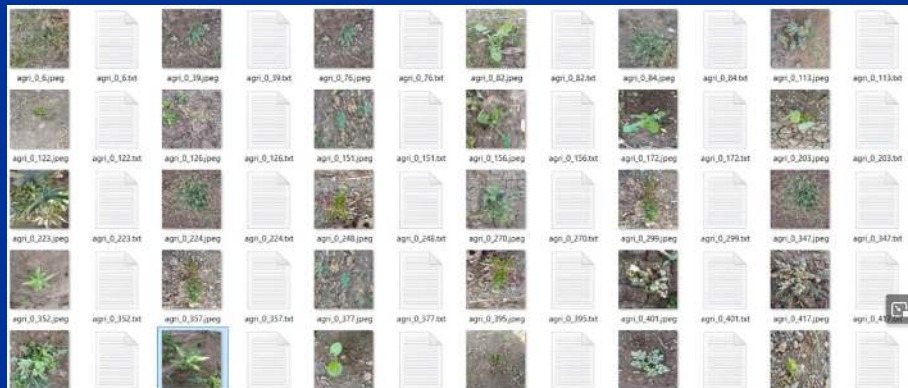 agri_0_6.jpeg agri_0_6.txt agri_0_39.jpeg agri_0_39.txt agri_0_76.jpeg agri_0_76.txt agri_0_82.jpeg agri_0_82.txt agri_0_84.jpeg agri_0_84.txt agri_0_113.jpeg agri_0_113.txt
agri_0_122.jpeg agri_0_122.txt agri_0_126.jpeg agri_0_126.txt agri_0_151.jpeg agri_0_151.txt agri_0_156.jpeg agri_0_156.txt agri_0_172.jpeg agri_0_172.txt agri_0_203.jpeg agri_0_203.txt
agri_0_223.jpeg agri_0_223.txt agri_0_224.jpeg agri_0_224.txt agri_0_248.jpeg agri_0_248.txt agri_0_270.jpeg agri_0_270.txt agri_0_299.jpeg agri_0_299.txt agri_0_347.jpeg agri_0_347.txt
agri_0_352.jpeg agri_0_352.txt agri_0_357.jpeg agri_0_357.txt agri_0_377.jpeg agri_0_377.txt agri_0_395.jpeg agri_0_395.txt agri_0_401.jpeg agri_0_401.txt agri_0_417.jpeg agri_0_417.txt